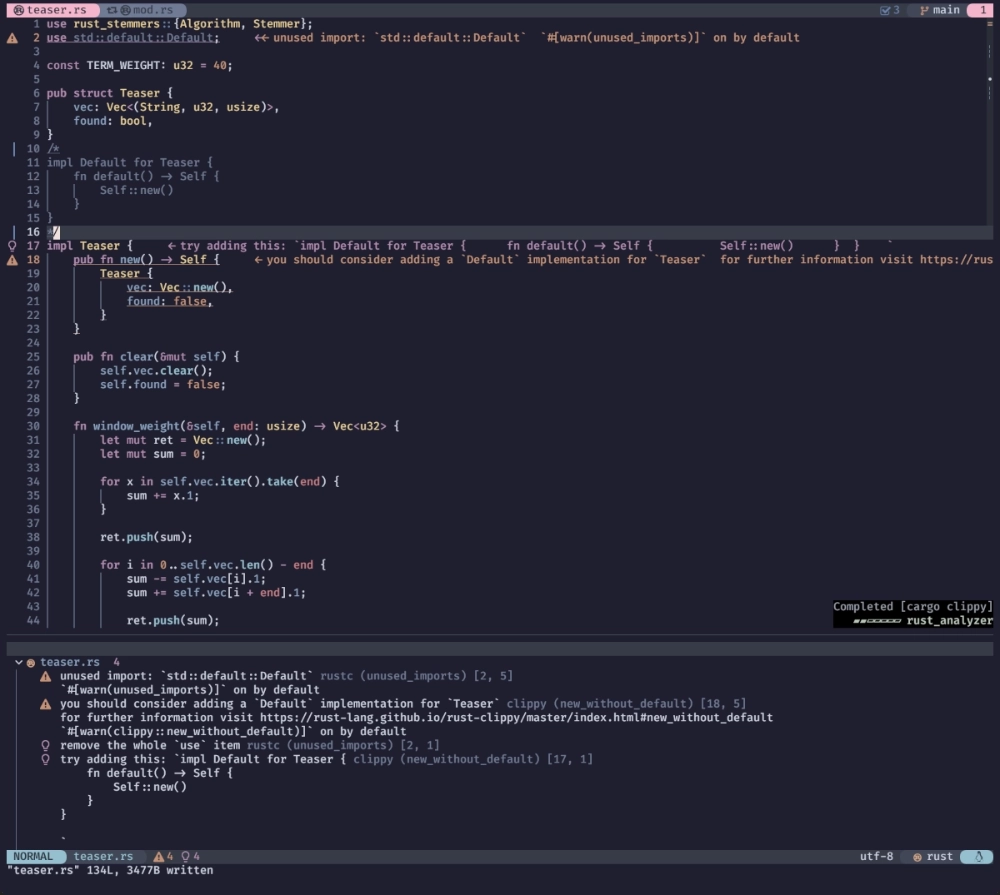 teaser.rs mod.rs 3 main 1
1 use rust_stemmers::{Algorithm, Stemmer};
2 use std::default::Default; ←← unused import: `std::default::Default` `#[warn(unused_imports)]` on by default
3
4 const TERM_WEIGHT: u32 = 40;
5
6 pub struct Teaser {
7 vec: Vec<(String, u32, usize)>,
8 found: bool,
9 }
10 /*
11 impl Default for Teaser {
12 fn default() → Self {
13 Self::new()
14 }
15 }
16 */
17 impl Teaser { ← try adding this: `impl Default for Teaser { fn default() → Self { Self::new() } } `
18 pub fn new() → Self { ← you should consider adding a `Default` implementation for `Teaser` for further information visit https://rus
19 Teaser {
20 vec: Vec::new(),
21 found: false,
22 }
23 }
24
25 pub fn clear(&mut self) {
26 self.vec.clear();
27 self.found = false;
28 }
29
30 fn window_weight(&self, end: usize) → Vec<u32> {
31 let mut ret = Vec::new();
32 let mut sum = 0;
33
34 for x in self.vec.iter().take(end) {
35 sum += x.1;
36 }
37
38 ret.push(sum);
39
40 for i in 0..self.vec.len() - end {
41 sum -= self.vec[i].1;
42 sum += self.vec[i + end].1;
43
Completed [cargo clippy]
44 ret.push(sum);
rust_analyzer
teaser.rs 4
unused import: `std::default::Default` rustc (unused_imports) [2, 5]
`#[warn(unused_imports)]` on by default
you should consider adding a `Default` implementation for `Teaser` clippy (new_without_default) [18, 5]
for further information visit https://rust-lang.github.io/rust-clippy/master/index.html#new_without_default
`#[warn(clippy::new_without_default)]` on by default
remove the whole `use` item rustc (unused_imports) [2, 1]
try adding this: `impl Default for Teaser { clippy (new_without_default) [17, 1]
fn default() → Self {
Self::new()
}
}
`
NORMAL teaser.rs 4 4 utf-8 rust
"teaser.rs" 134L, 3477B written